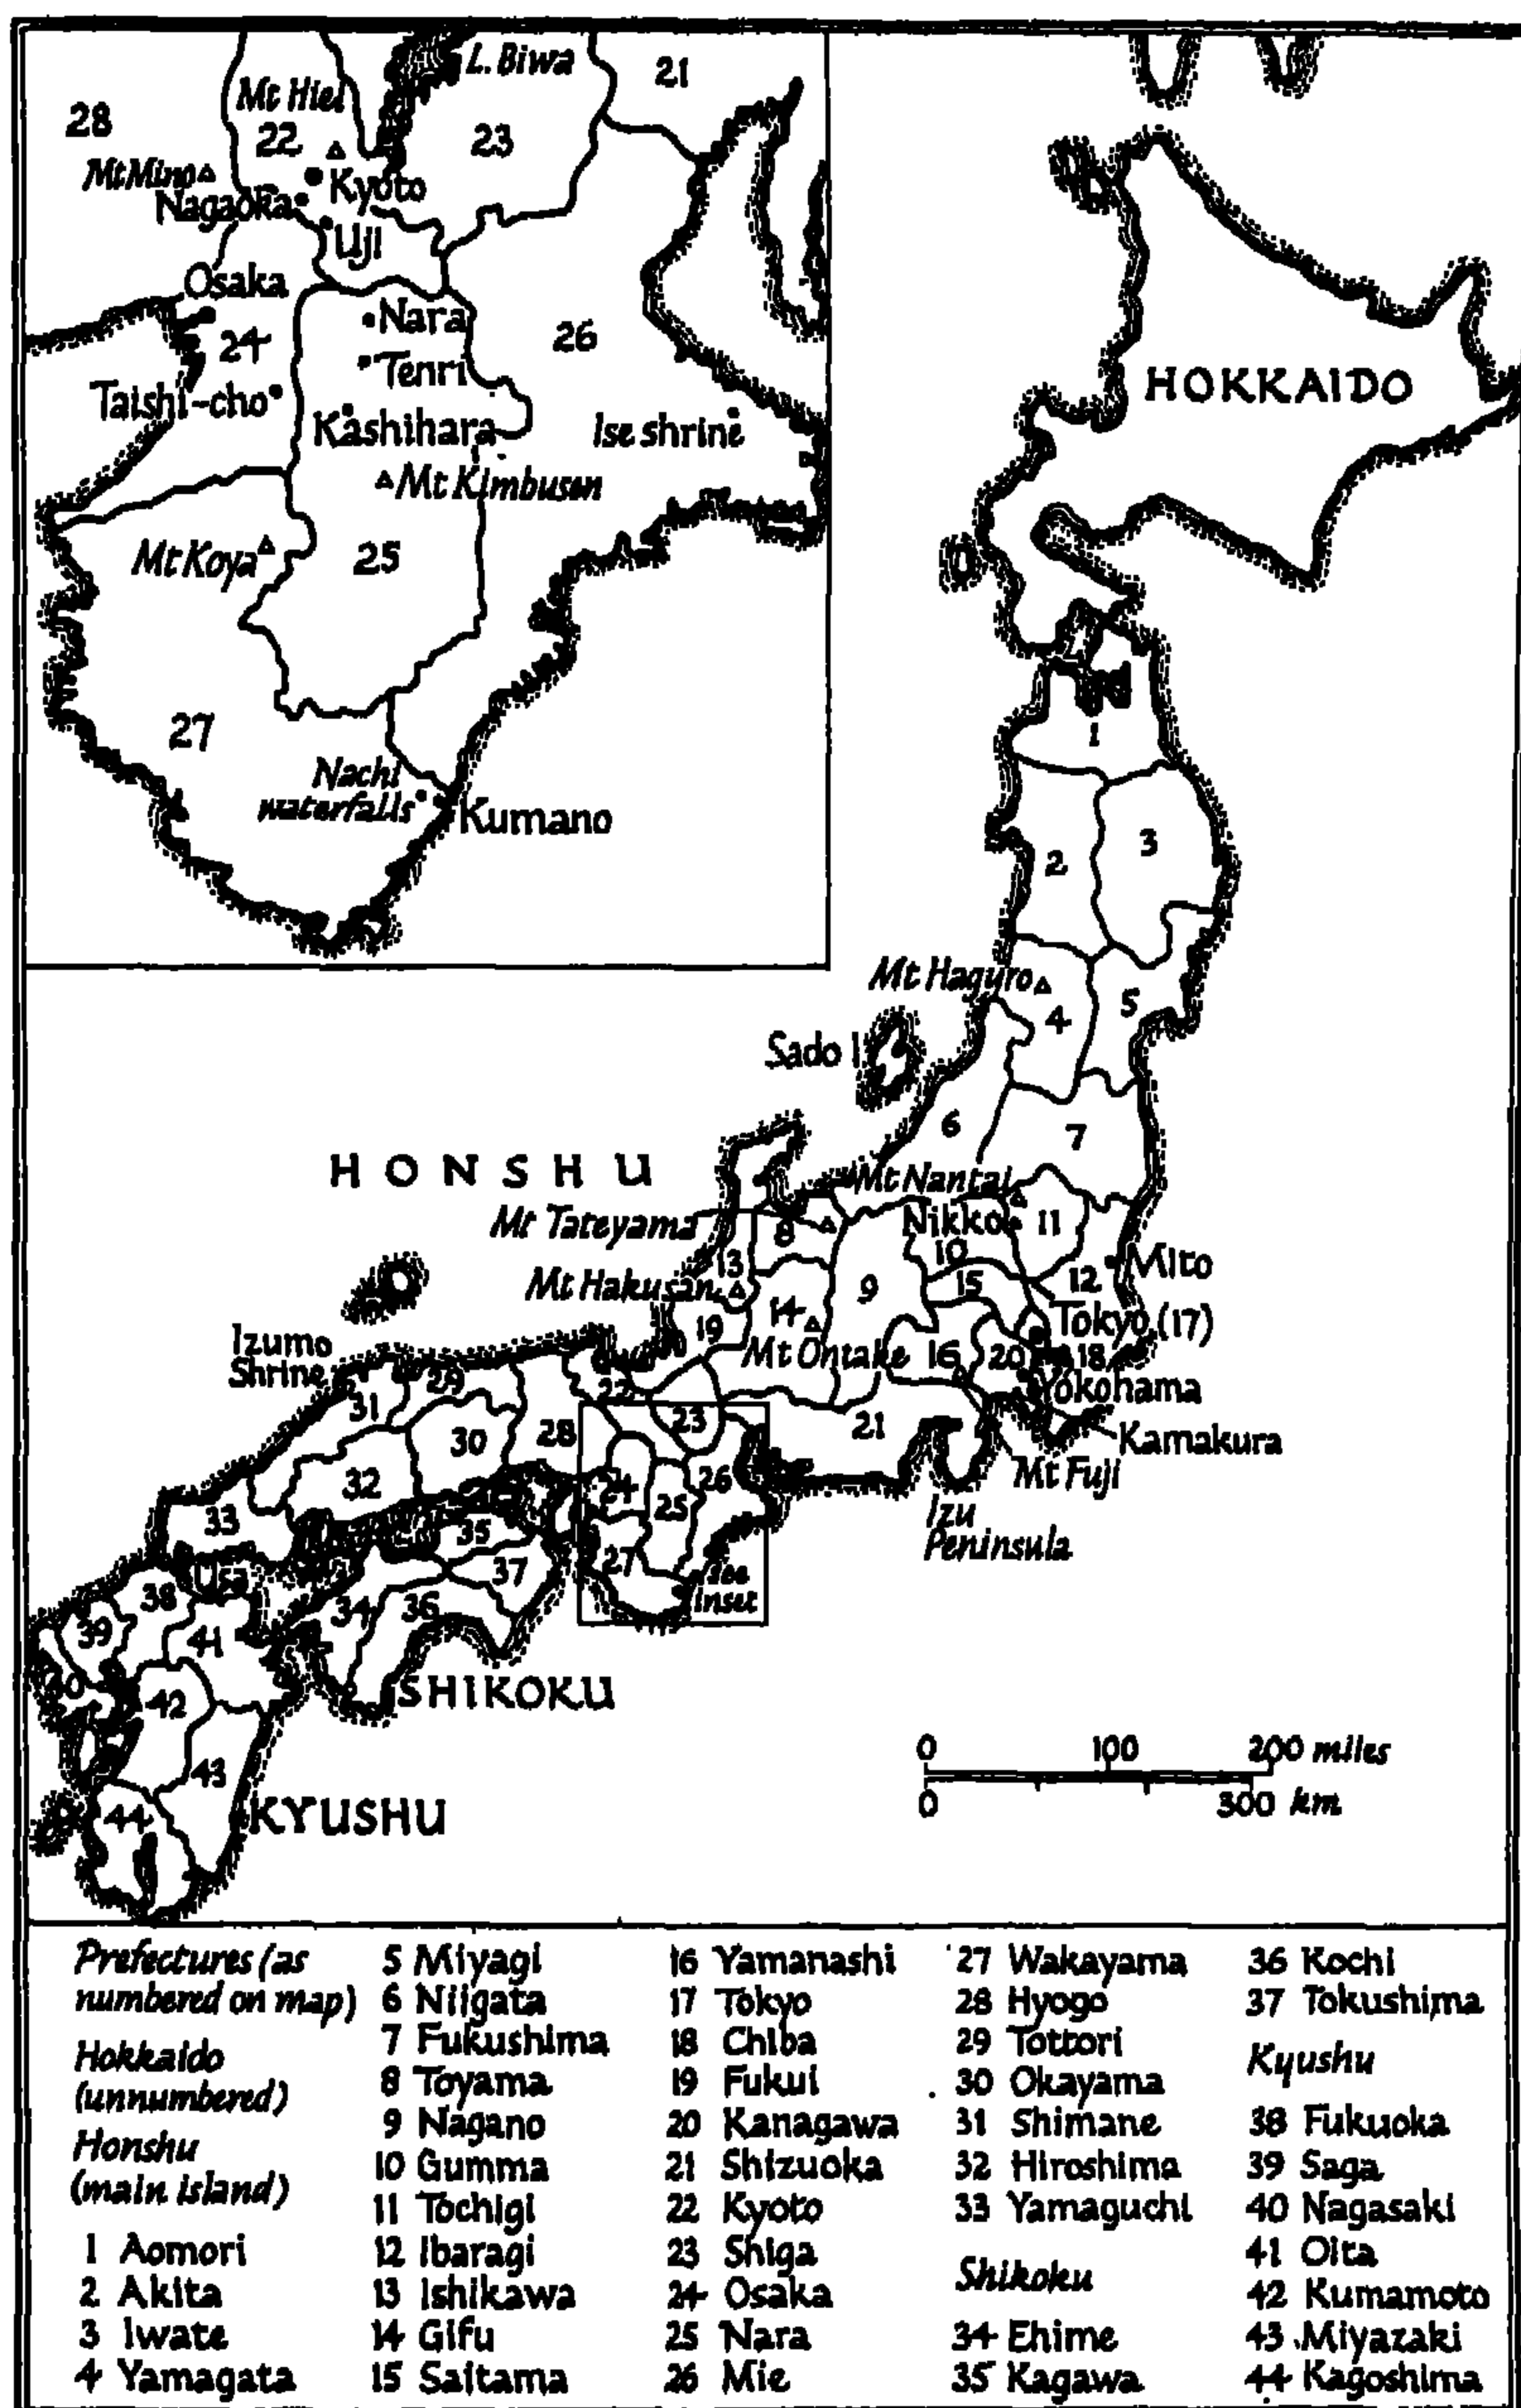 L. Biwa
21
Mt Hiei
28
22
23
Mt Mino
Kyoto
Nagaoka
Uji
Osaka
Nara
24
26
Tenri
Taishi-cho
Kashihara
Ise shrine
Mt Kimbusen
Mt Koya
25
27
Nachi
waterfalls
Kumano
HOKKAIDO
1
2
3
Mt Haguro
4
5
Sado I.
6
7
HONSHU
Mt Nantai
Mt Tateyama
8
Nikko
11
10
Mito
13
12
Mt Hakusan
9
15
14
Tokyo (17)
19
Izumo
Shrine
Mt Ontake
16
20
18
29
22
Yokohama
31
23
21
28
30
Kamakura
26
Mt Fuji
32
24
25
Izu
Peninsula
33
35
27
37
Usa
see
inset
38
34
36
39
41
40
42
SHIKOKU
43
44
KYUSHU
0 100 200 miles
0 300 km
Prefectures (as
numbered on map)
Hokkaido
(unnumbered)
Honshu
(main island)
1 Aomori
2 Akita
3 Iwate
4 Yamagata
5 Miyagi
6 Niigata
7 Fukushima
8 Toyama
9 Nagano
10 Gumma
11 Tochigi
12 Ibaragi
13 Ishikawa
14 Gifu
15 Saitama
16 Yamanashi
17 Tokyo
18 Chiba
19 Fukui
20 Kanagawa
21 Shizuoka
22 Kyoto
23 Shiga
24 Osaka
25 Nara
26 Mie
27 Wakayama
28 Hyogo
29 Tottori
30 Okayama
31 Shimane
32 Hiroshima
33 Yamaguchi
Shikoku
34 Ehime
35 Kagawa
36 Kochi
37 Tokushima
Kyushu
38 Fukuoka
39 Saga
40 Nagasaki
41 Oita
42 Kumamoto
43 Miyazaki
44 Kagoshima